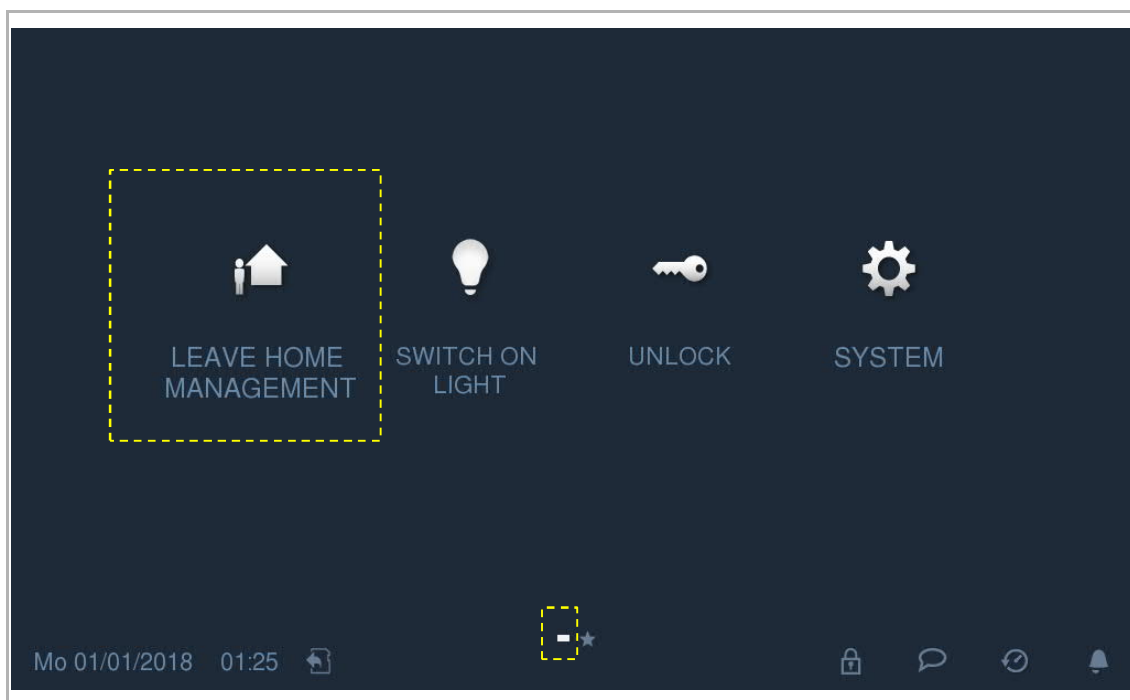 LEAVE HOME
MANAGEMENT
SWITCH ON
LIGHT
UNLOCK
SYSTEM
Mo 01/01/2018 01:25